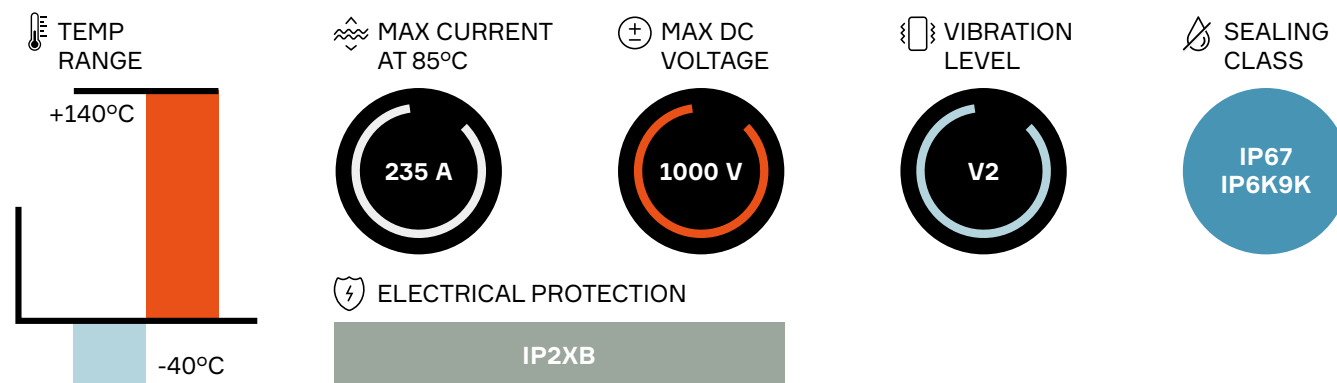 TEMP
RANGE
+140°C
-40°C
MAX CURRENT
AT 85°C
235 A
MAX DC
VOLTAGE
1000 V
VIBRATION
LEVEL
V2
SEALING
CLASS
IP67
IP6K9K
ELECTRICAL PROTECTION
IP2XB